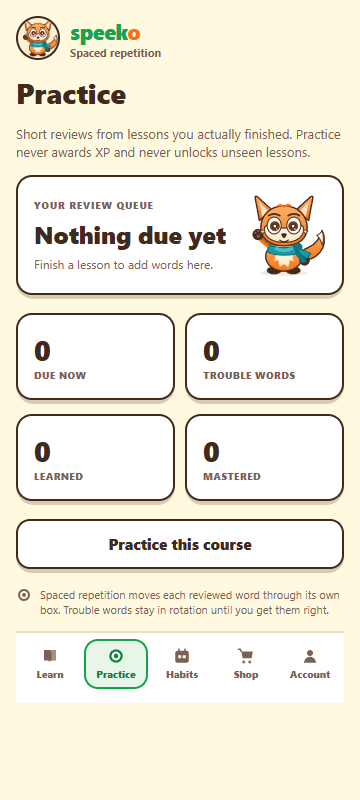 speeko
Spaced repetition
Practice
Short reviews from lessons you actually finished. Practice
never awards XP and never unlocks unseen lessons.
YOUR REVIEW QUEUE
Nothing due yet
Finish a lesson to add words here.
0
DUE NOW
0
TROUBLE WORDS
0
LEARNED
0
MASTERED
Practice this course
Spaced repetition moves each reviewed word through its own
box. Trouble words stay in rotation until you get them right.
Learn
Practice
Habits
Shop
Account